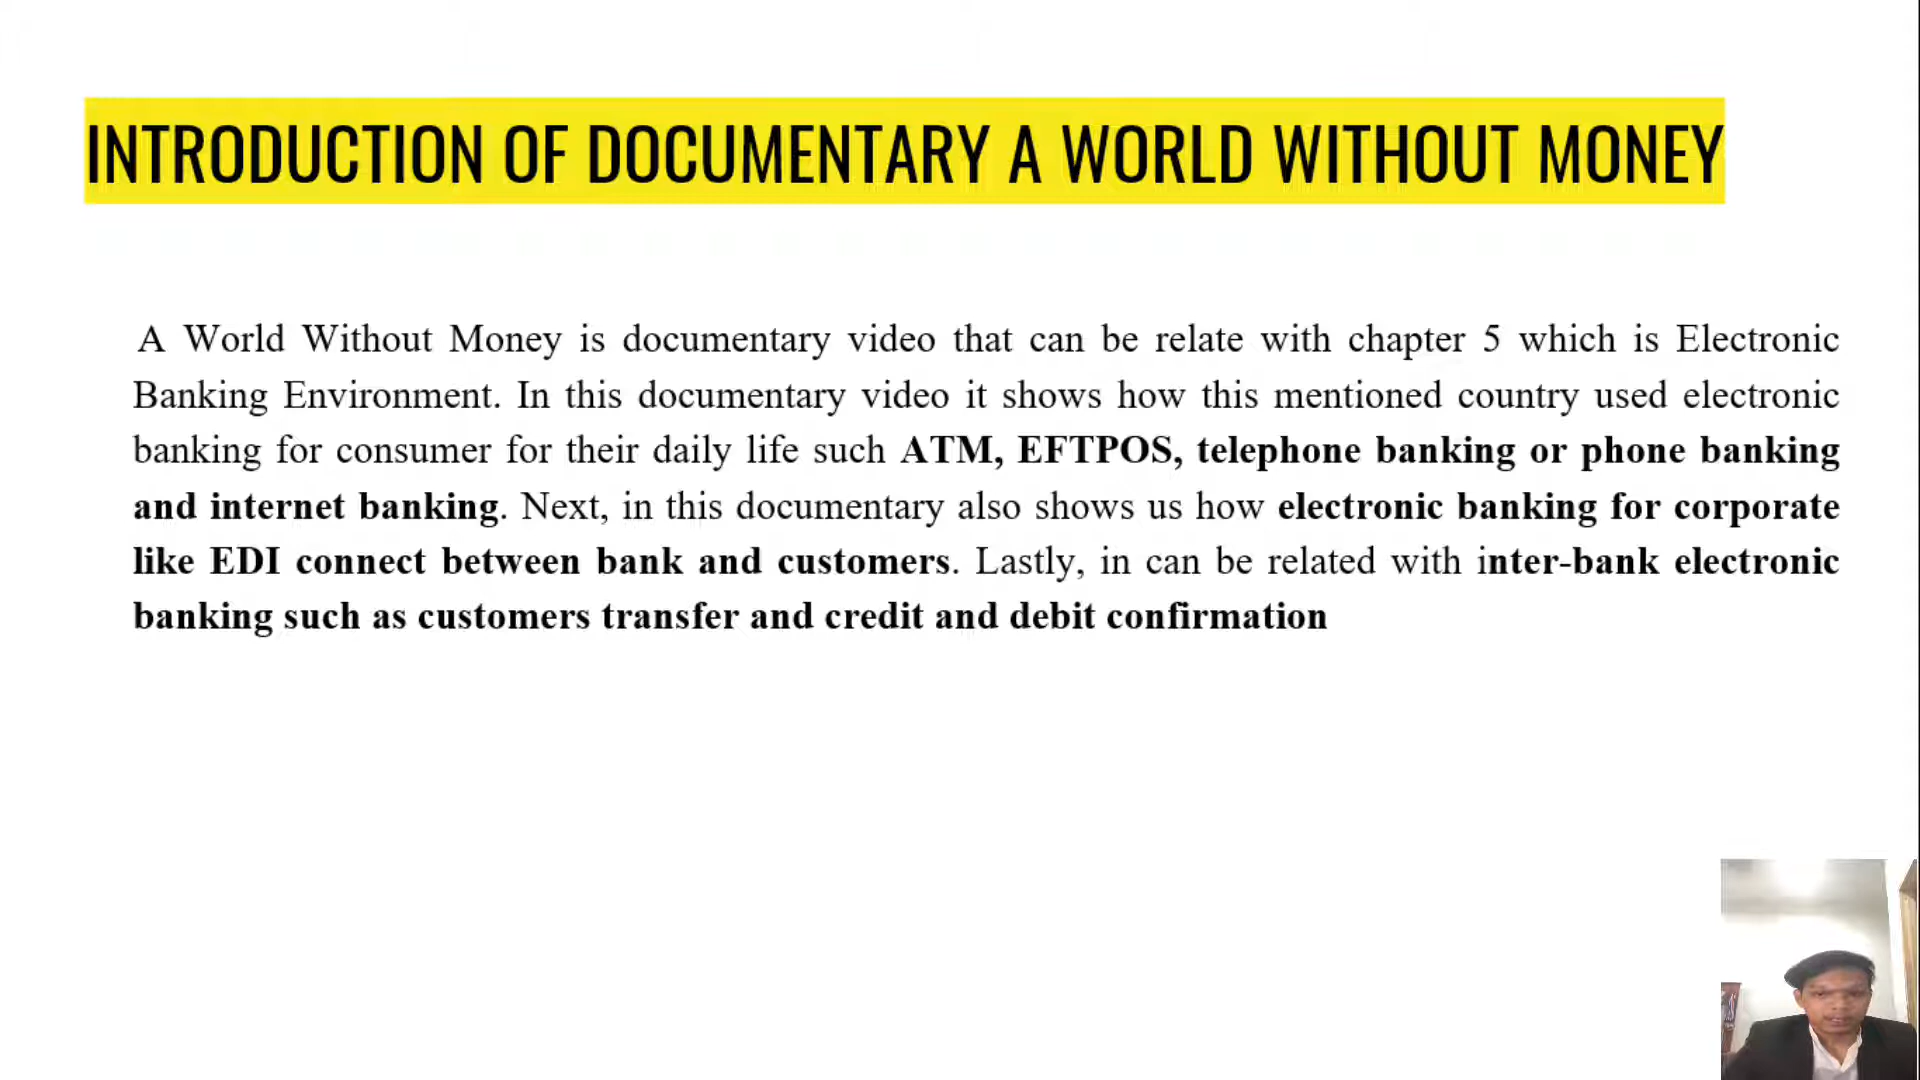 INTRODUCTION OF DOCUMENTARY A WORLD WITHOUT MONEY
A World Without Money is documentary video that can be relate with chapter 5 which is Electronic
Banking Environment. In this documentary video it shows how this mentioned country used electronic
banking for consumer for their daily life such ATM, EFTPOS, telephone banking or phone banking
and internet banking. Next, in this documentary also shows us how electronic banking for corporate
like EDI connect between bank and customers. Lastly, in can be related with inter-bank electronic
banking such as customers transfer and credit and debit confirmation